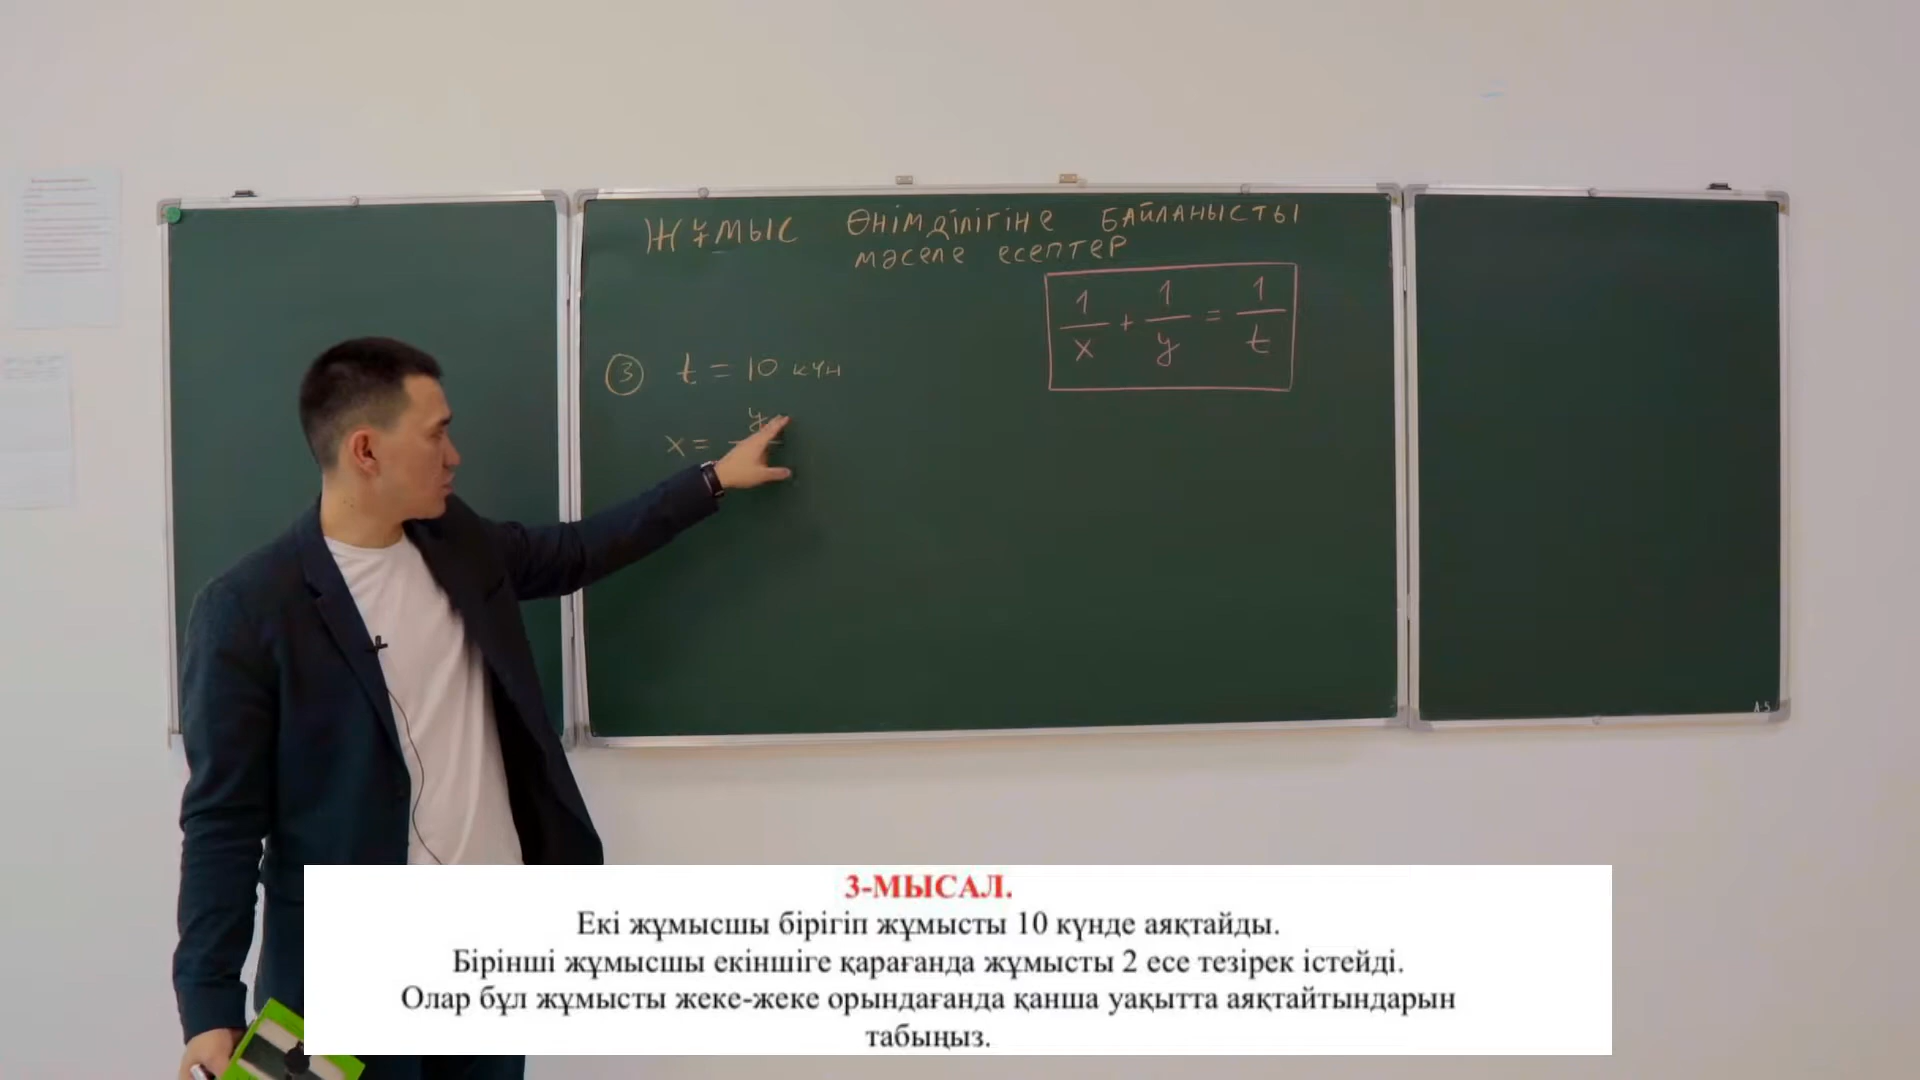 ЖҰМЫС ӨНІМДІЛІГІНЕ БАЙЛАНЫСТЫ
МӘСЕЛЕ ЕСЕПТЕР
1/x + 1/y = 1/t
③ t = 10 күн
x = y
А-5
3-МЫСАЛ.
Екі жұмысшы бірігіп жұмысты 10 күнде аяқтайды.
Бірінші жұмысшы екіншіге қарағанда жұмысты 2 есе тезірек істейді.
Олар бұл жұмысты жеке-жеке орындағанда қанша уақытта аяқтайтындарын
табыңыз.